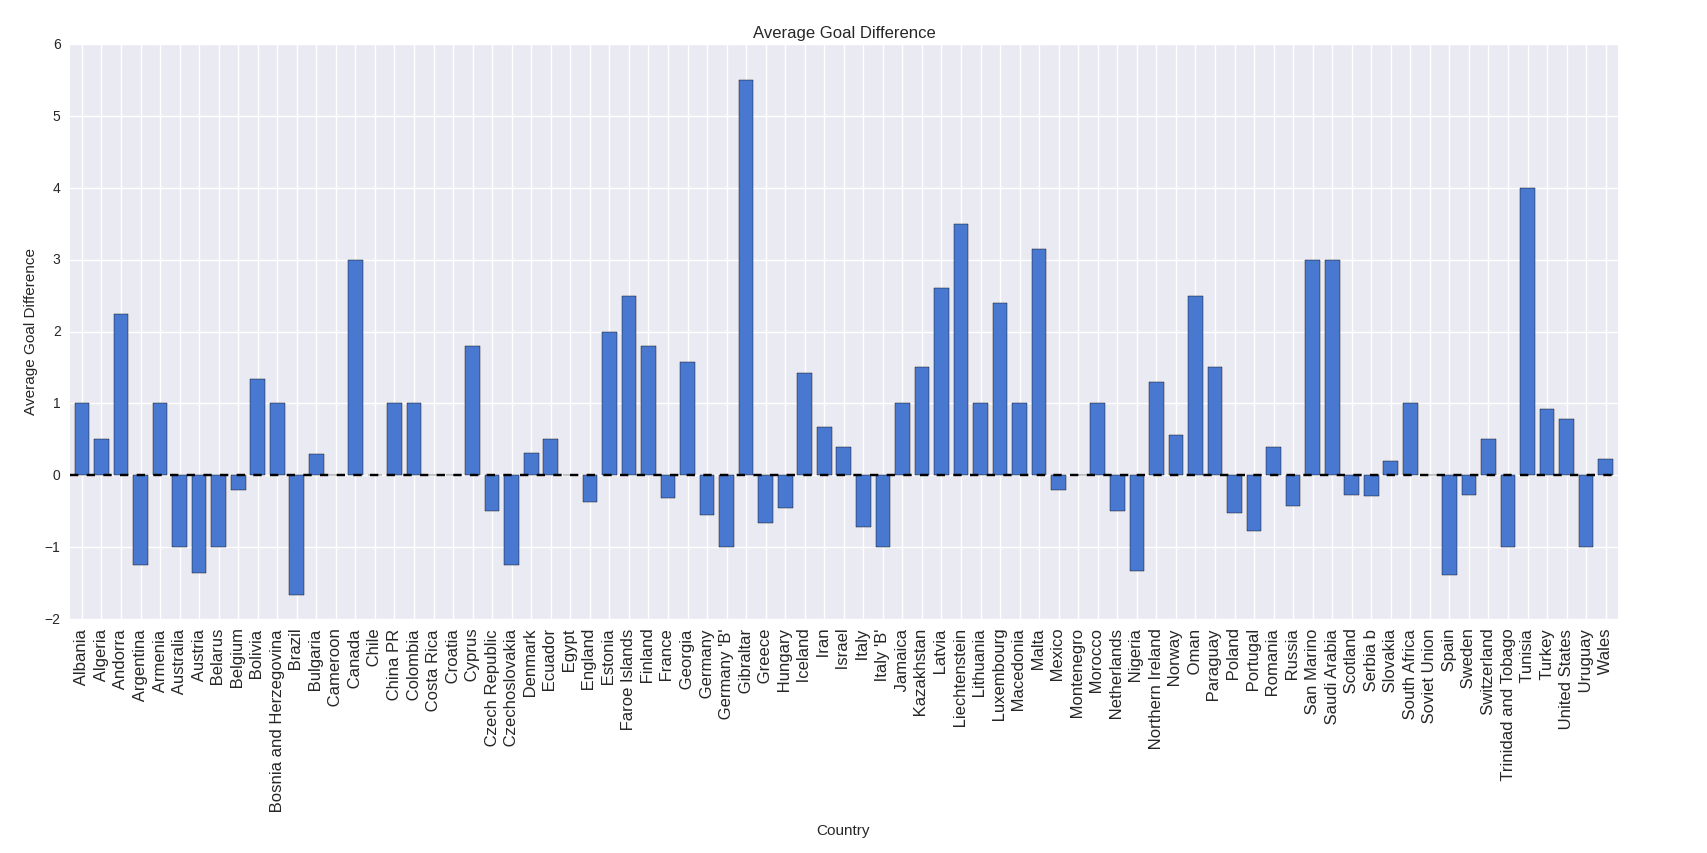 Average Goal Difference
Average Goal Difference
6
5
4
3
2
1
0
−1
−2
Albania
Algeria
Andorra
Argentina
Armenia
Australia
Austria
Belarus
Belgium
Bolivia
Bosnia and Herzegovina
Brazil
Bulgaria
Cameroon
Canada
Chile
China PR
Colombia
Costa Rica
Croatia
Cyprus
Czech Republic
Czechoslovakia
Denmark
Ecuador
Egypt
England
Estonia
Faroe Islands
Finland
France
Georgia
Germany
Germany 'B'
Gibraltar
Greece
Hungary
Iceland
Iran
Israel
Italy
Italy 'B'
Jamaica
Kazakhstan
Latvia
Liechtenstein
Lithuania
Luxembourg
Macedonia
Malta
Mexico
Montenegro
Morocco
Netherlands
Nigeria
Northern Ireland
Norway
Oman
Paraguay
Poland
Portugal
Romania
Russia
San Marino
Saudi Arabia
Scotland
Serbia b
Slovakia
South Africa
Soviet Union
Spain
Sweden
Switzerland
Trinidad and Tobago
Tunisia
Turkey
United States
Uruguay
Wales
Country